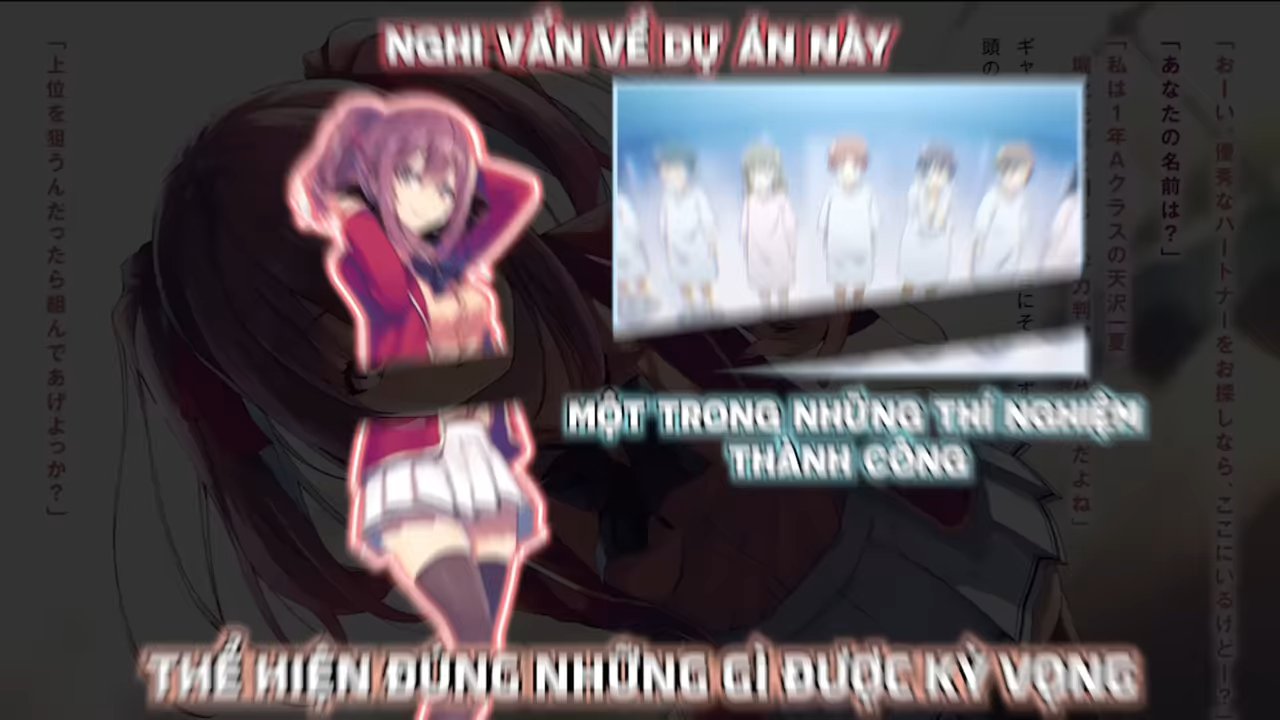 NGHI VẤN VỀ DỰ ÁN NÀY
MỘT TRONG NHỮNG THÍ NGHIỆM
THÀNH CÔNG
THỂ HIỆN ĐÚNG NHỮNG GÌ ĐƯỢC KỲ VỌNG
「おーい、優秀なパートナーをお探しなら、ここにいるけどー?
「あなたの名前は?」
「私は1年Aクラスの天沢一夏
「上位を狙うんだったら組んであげよっか?」